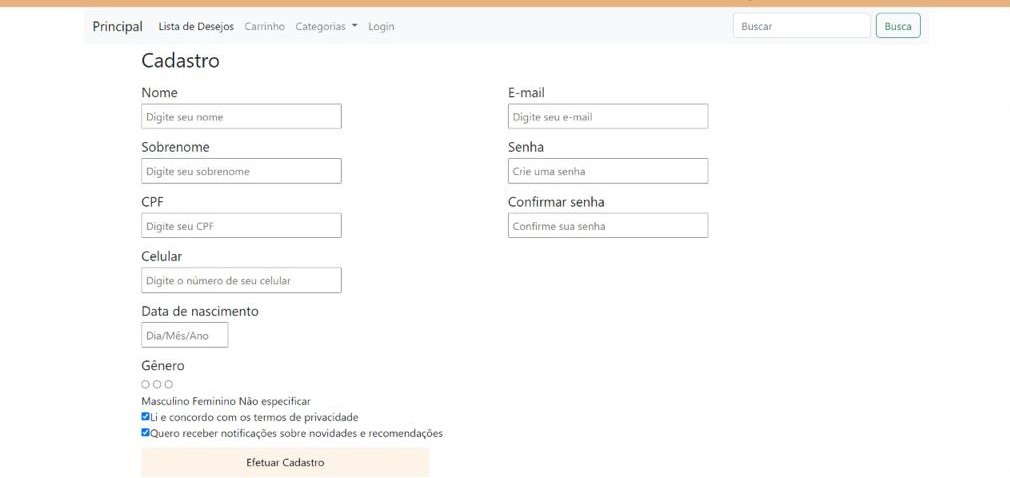 Principal Lista de Desejos Carrinho Categorias Login Buscar Busca
Cadastro
Nome
Digite seu nome
Sobrenome
Digite seu sobrenome
CPF
Digite seu CPF
Celular
Digite o número de seu celular
Data de nascimento
Dia/Mês/Ano
Gênero
Masculino Feminino Não especificar
Li e concordo com os termos de privacidade
Quero receber notificações sobre novidades e recomendações
Efetuar Cadastro
E-mail
Digite seu e-mail
Senha
Crie uma senha
Confirmar senha
Confirme sua senha